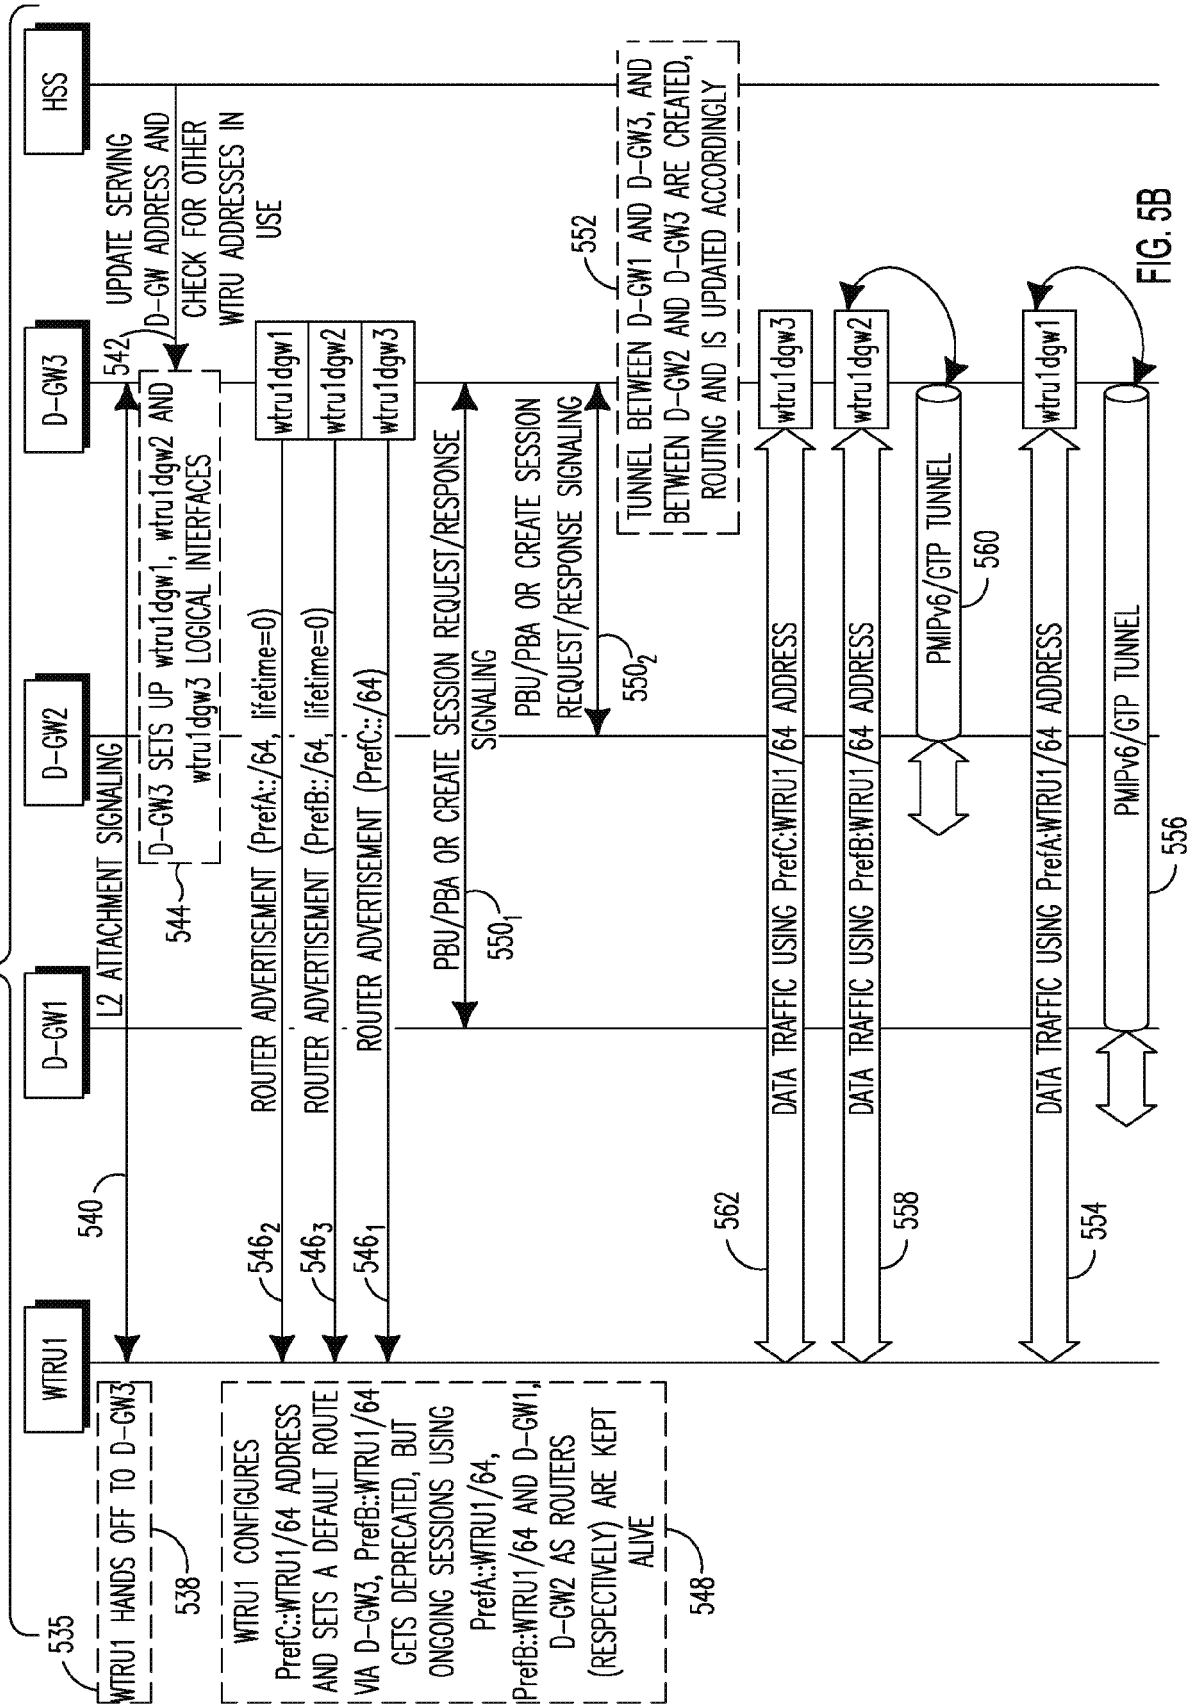 535
WTRU1
D-GW1
D-GW2
D-GW3
HSS
WTRU1 HANDS OFF TO D-GW3
538
540
L2 ATTACHMENT SIGNALING
542
UPDATE SERVING
D-GW ADDRESS AND
CHECK FOR OTHER
WTRU ADDRESSES IN
USE
D-GW3 SETS UP wtru1dgw1, wtru1dgw2 AND
wtru1dgw3 LOGICAL INTERFACES
544
546₂
ROUTER ADVERTISEMENT (PrefA::/64, lifetime=0)
wtru1dgw1
546₃
ROUTER ADVERTISEMENT (PrefB::/64, lifetime=0)
wtru1dgw2
546₁
ROUTER ADVERTISEMENT (PrefC::/64)
wtru1dgw3
WTRU1 CONFIGURES
PrefC::WTRU1/64 ADDRESS
AND SETS A DEFAULT ROUTE
VIA D-GW3, PrefB::WTRU1/64
GETS DEPRECATED, BUT
ONGOING SESSIONS USING
PrefA::WTRU1/64,
PrefB::WTRU1/64 AND D-GW1,
D-GW2 AS ROUTERS
(RESPECTIVELY) ARE KEPT
ALIVE
548
PBU/PBA OR CREATE SESSION REQUEST/RESPONSE
SIGNALING
550₁
PBU/PBA OR CREATE SESSION
REQUEST/RESPONSE SIGNALING
550₂
552
TUNNEL BETWEEN D-GW1 AND D-GW3, AND
BETWEEN D-GW2 AND D-GW3 ARE CREATED,
ROUTING AND IS UPDATED ACCORDINGLY
562
DATA TRAFFIC USING PrefC:WTRU1/64 ADDRESS
wtru1dgw3
558
DATA TRAFFIC USING PrefB:WTRU1/64 ADDRESS
wtru1dgw2
PMIPv6/GTP TUNNEL
560
554
DATA TRAFFIC USING PrefA:WTRU1/64 ADDRESS
wtru1dgw1
PMIPv6/GTP TUNNEL
556
FIG. 5B